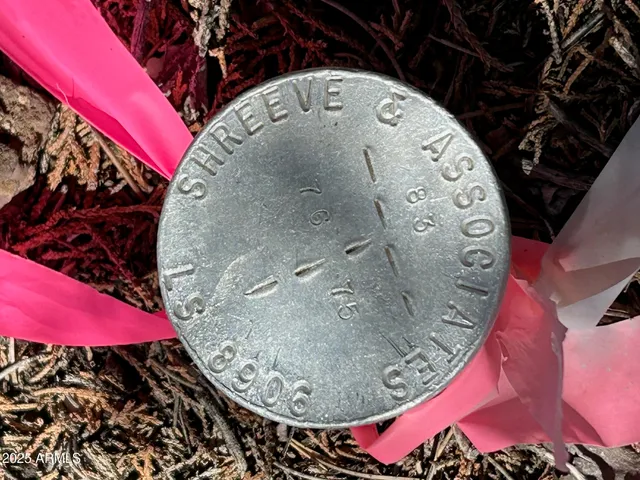 SHREEVE & ASSOCIATES
LS 8906
76
83
75
2025 ARMLS